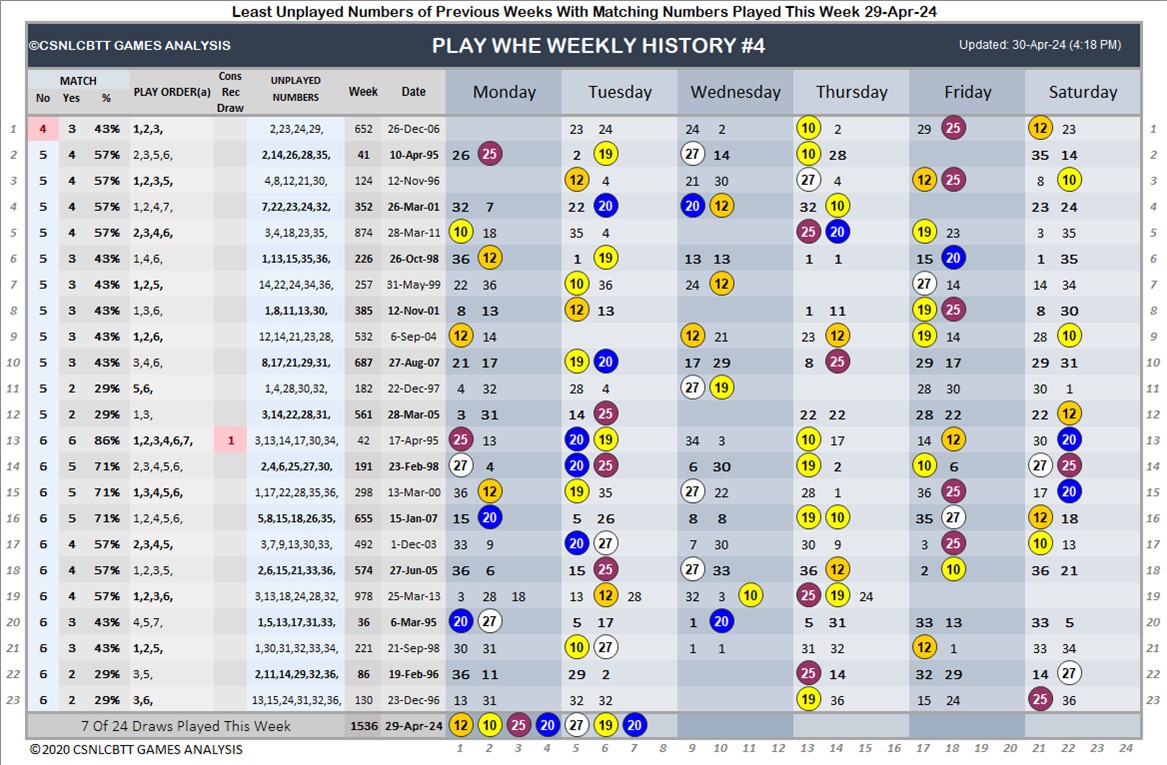 Least Unplayed Numbers of Previous Weeks With Matching Numbers Played This Week 29-Apr-24
©CSNLCBTT GAMES ANALYSIS PLAY WHE WEEKLY HISTORY #4 Updated: 30-Apr-24 (4:18 PM)
MATCH No Yes % PLAY ORDER(a) Cons Rec Draw UNPLAYED NUMBERS Week Date Monday Tuesday Wednesday Thursday Friday Saturday
1 4 3 43% 1,2,3, 2,23,24,29, 652 26-Dec-06 23 24 24 2 10 2 29 25 12 23 1
2 5 4 57% 2,3,5,6, 2,14,26,28,35, 41 10-Apr-95 26 25 2 19 27 14 10 28 35 14 2
3 5 4 57% 1,2,3,5, 4,8,12,21,30, 124 12-Nov-96 12 4 21 30 27 4 12 25 8 10 3
4 5 4 57% 1,2,4,7, 7,22,23,24,32, 352 26-Mar-01 32 7 22 20 20 12 32 10 23 24 4
5 5 4 57% 2,3,4,6, 3,4,18,23,35, 874 28-Mar-11 10 18 35 4 25 20 19 23 3 35 5
6 5 3 43% 1,4,6, 1,13,15,35,36, 226 26-Oct-98 36 12 1 19 13 13 1 1 15 20 1 35 6
7 5 3 43% 1,2,5, 14,22,24,34,36, 257 31-May-99 22 36 10 36 24 12 27 14 14 34 7
8 5 3 43% 1,3,6, 1,8,11,13,30, 385 12-Nov-01 8 13 12 13 1 11 19 25 8 30 8
9 5 3 43% 1,2,6, 12,14,21,23,28, 532 6-Sep-04 12 14 12 21 23 12 19 14 28 10 9
10 5 3 43% 3,4,6, 8,17,21,29,31, 687 27-Aug-07 21 17 19 20 17 29 8 25 29 17 29 31 10
11 5 2 29% 5,6, 1,4,28,30,32, 182 22-Dec-97 4 32 28 4 27 19 28 30 30 1 11
12 5 2 29% 1,3, 3,14,22,28,31, 561 28-Mar-05 3 31 14 25 22 22 28 22 22 12 12
13 6 6 86% 1,2,3,4,6,7, 1 3,13,14,17,30,34, 42 17-Apr-95 25 13 20 19 34 3 10 17 14 12 30 20 13
14 6 5 71% 2,3,4,5,6, 2,4,6,25,27,30, 191 23-Feb-98 27 4 20 25 6 30 19 2 10 6 27 25 14
15 6 5 71% 1,3,4,5,6, 1,17,22,28,35,36, 298 13-Mar-00 36 12 19 35 27 22 28 1 36 25 17 20 15
16 6 5 71% 1,2,4,5,6, 5,8,15,18,26,35, 655 15-Jan-07 15 20 5 26 8 8 19 10 35 27 12 18 16
17 6 4 57% 2,3,4,5, 3,7,9,13,30,33, 492 1-Dec-03 33 9 20 27 7 30 30 9 3 25 10 13 17
18 6 4 57% 1,2,3,5, 2,6,15,21,33,36, 574 27-Jun-05 36 6 15 25 27 33 36 12 2 10 36 21 18
19 6 4 57% 1,2,3,6, 3,13,18,24,28,32, 978 25-Mar-13 3 28 18 13 12 28 32 3 10 25 19 24 19
20 6 3 43% 4,5,7, 1,5,13,17,31,33, 36 6-Mar-95 20 27 5 17 1 20 5 31 33 13 33 5 20
21 6 3 43% 1,2,5, 1,30,31,32,33,34, 221 21-Sep-98 30 31 10 27 1 1 31 32 12 1 33 34 21
22 6 2 29% 3,5, 2,11,14,29,32,36, 86 19-Feb-96 36 11 29 2 25 14 32 29 14 27 22
23 6 2 29% 3,6, 13,15,24,31,32,36, 130 23-Dec-96 13 31 32 32 19 36 15 24 25 36 23
7 Of 24 Draws Played This Week 1536 29-Apr-24 12 10 25 20 27 19 20
©2020 CSNLCBTT GAMES ANALYSIS 1 2 3 4 5 6 7 8 9 10 11 12 13 14 15 16 17 18 19 20 21 22 23 24